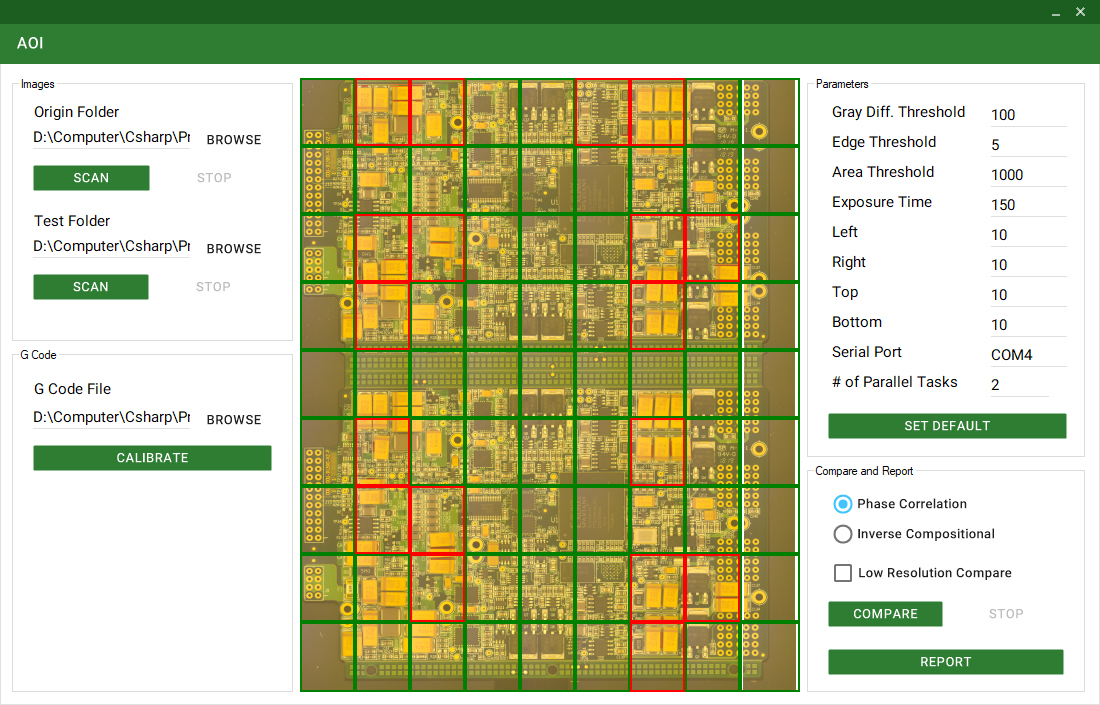 AOI
Images
Origin Folder
D:\Computer\Csharp\Pr BROWSE
SCAN STOP
Test Folder
D:\Computer\Csharp\Pr BROWSE
SCAN STOP
G Code
G Code File
D:\Computer\Csharp\Pr BROWSE
CALIBRATE
Parameters
Gray Diff. Threshold 100
Edge Threshold 5
Area Threshold 1000
Exposure Time 150
Left 10
Right 10
Top 10
Bottom 10
Serial Port COM4
# of Parallel Tasks 2
SET DEFAULT
Compare and Report
Phase Correlation
Inverse Compositional
Low Resolution Compare
COMPARE STOP
REPORT